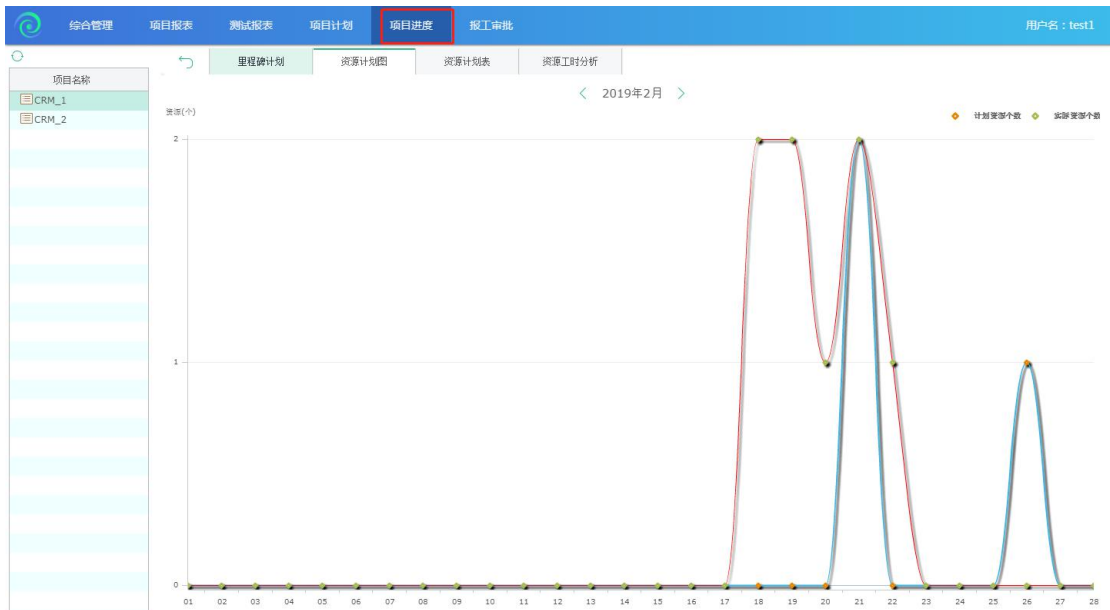 综合管理 项目报表 测试报表 项目计划 项目进度 报工审批 用户名：test1
里程碑计划 资源计划图 资源计划表 资源工时分析
项目名称
CRM_1
CRM_2
2019年2月
资源(个)
计划资源个数 实际资源个数
2
1
0
01 02 03 04 05 06 07 08 09 10 11 12 13 14 15 16 17 18 19 20 21 22 23 24 25 26 27 28